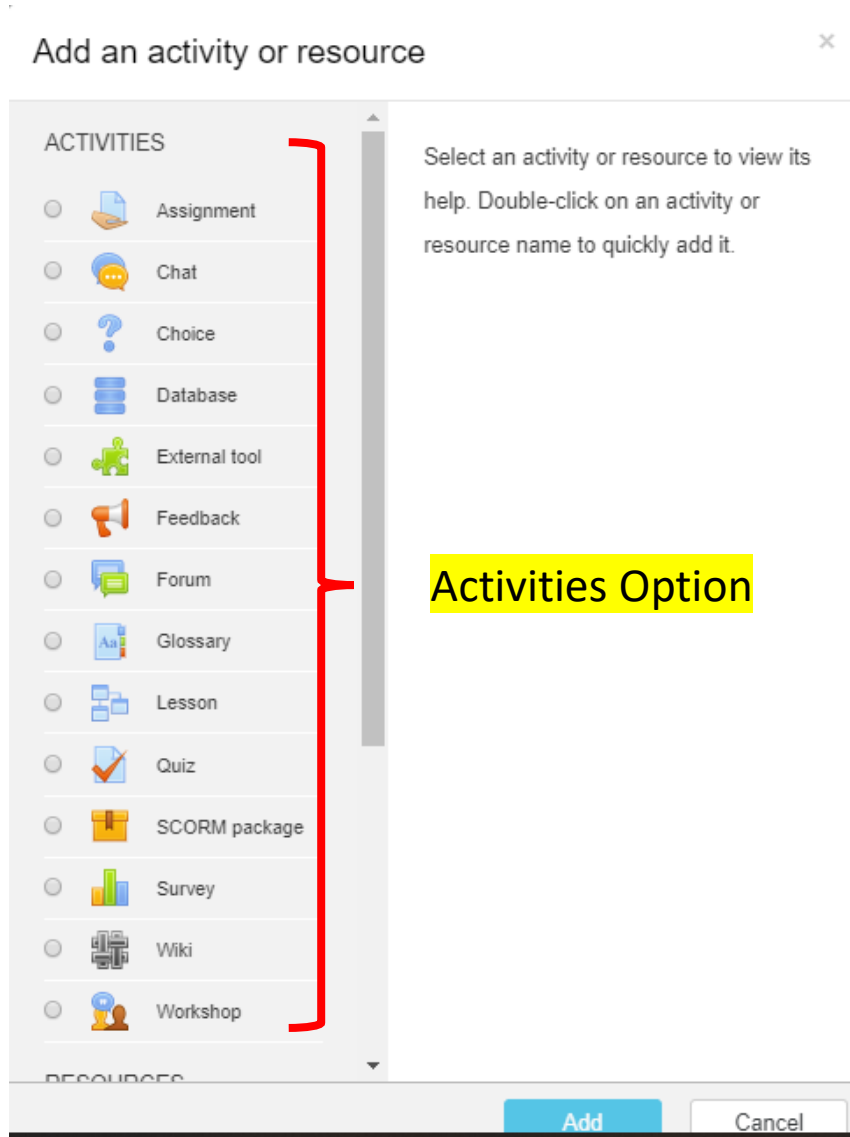 Add an activity or resource
×
ACTIVITIES
Assignment
Chat
Choice
Database
External tool
Feedback
Forum
Aa
Glossary
Lesson
Quiz
SCORM package
Survey
Wiki
Workshop
RESOURCES
Select an activity or resource to view its
help. Double-click on an activity or
resource name to quickly add it.
Activities Option
Add
Cancel